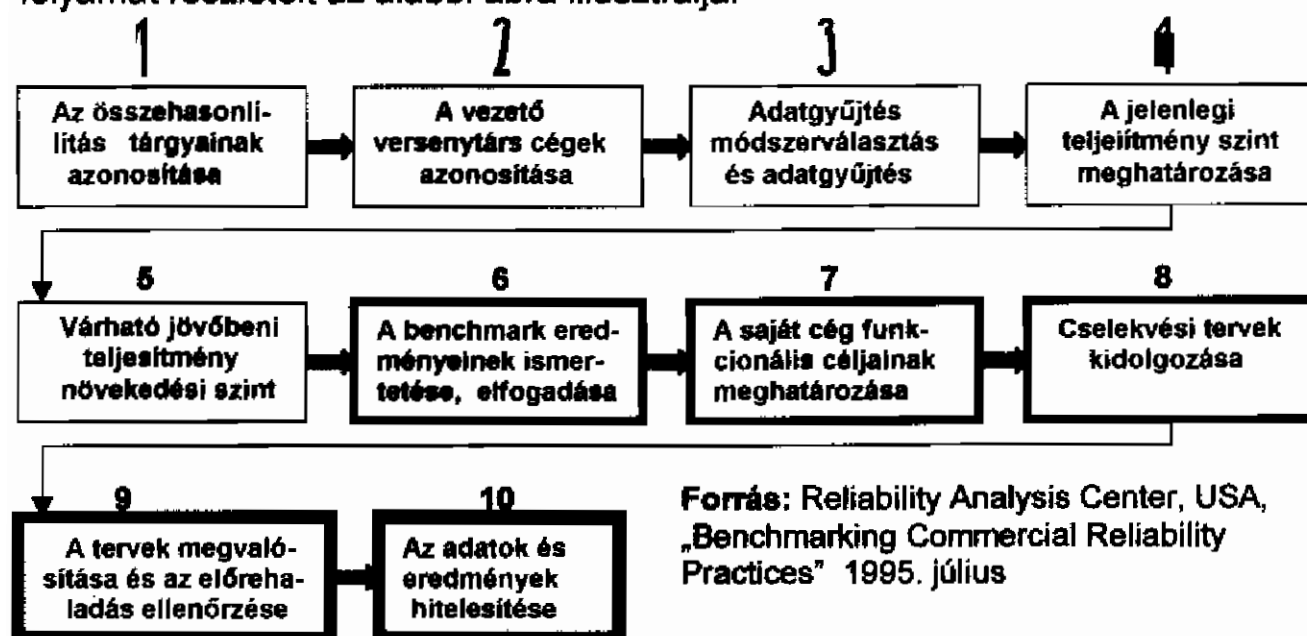 1
Az összehasonlí-
lítás tárgyainak
azonosítása
2
A vezető
versenytárs cégek
azonosítása
3
Adatgyűjtés
módszerválasztás
és adatgyűjtés
4
A jelenlegi
teljeiítmény szint
meghatározása
5
Várható jövőbeni
teljesítmény
növekedési szint
6
A benchmark ered-
ményeinek ismer-
tetése, elfogadása
7
A saját cég funk-
cionális céljainak
meghatározása
8
Cselekvési tervek
kidolgozása
9
A tervek megvaló-
sítása és az előreha-
ladás ellenőrzése
10
Az adatok és
eredmények
hitelesítése
Forrás: Reliability Analysis Center, USA,
„Benchmarking Commercial Reliability
Practices" 1995. július